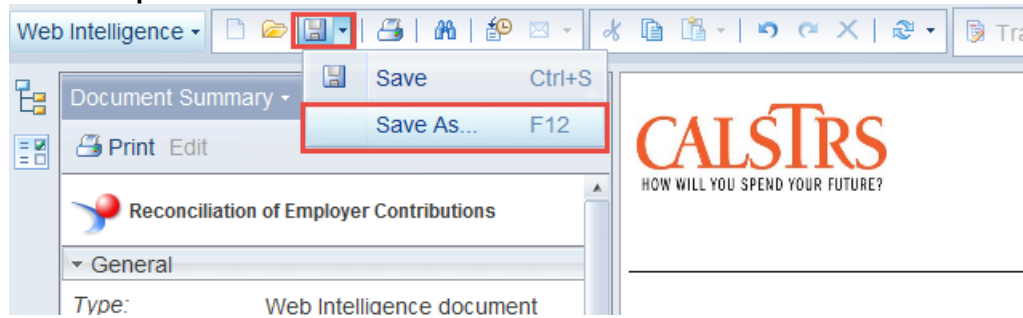 Web Intelligence
Tra
Save Ctrl+S
Document Summary
Save As... F12
Print Edit
CALSTRS
HOW WILL YOU SPEND YOUR FUTURE?
Reconciliation of Employer Contributions
General
Type: Web Intelligence document